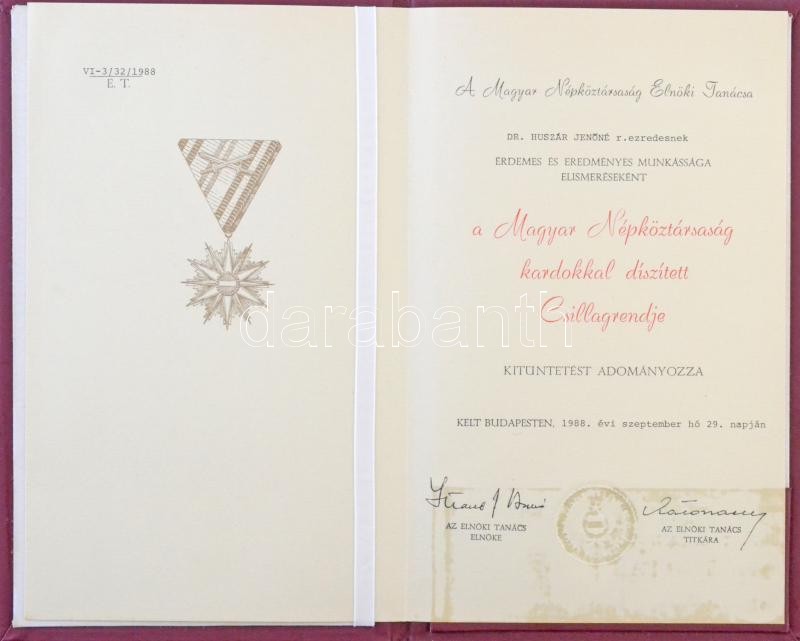 VI-3/32/1988
E. T.
A Magyar Népköztársaság Elnöki Tanácsa
DR. HUSZÁR JENŐNÉ r.ezredesnek
ÉRDEMES ÉS EREDMÉNYES MUNKÁSSÁGA
ELISMERÉSEKÉNT
a Magyar Népköztársaság
kardokkal díszített
Csillagrendje
KITÜNTETÉST ADOMÁNYOZZA
KELT BUDAPESTEN, 1988. évi szeptember hő 29. napján
AZ ELNÖKI TANÁCS
ELNÖKE
AZ ELNÖKI TANÁCS
TITKÁRA
darabanth